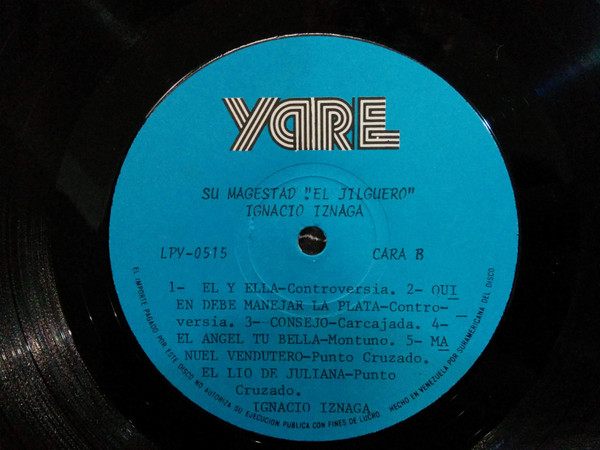 YARE
SU MAGESTAD "EL JILGUERO"
IGNACIO IZNAGA
LPY-0515
CARA B
1- EL Y ELLA-Controversia. 2- QUI
EN DEBE MANEJAR LA PLATA-Contro-
versia. 3- CONSEJO-Carcajada. 4-
EL ANGEL TU BELLA-Montuno. 5- MA
NUEL VENDUTERO-Punto Cruzado.
EL LIO DE JULIANA-Punto
Cruzado.
IGNACIO IZNAGA
EL IMPORTE PAGADO POR ESTE DISCO NO AUTORIZA SU EJECUCION PUBLICA CON FINES DE LUCRO. HECHO EN VENEZUELA POR SURAMERICANA DEL DISCO